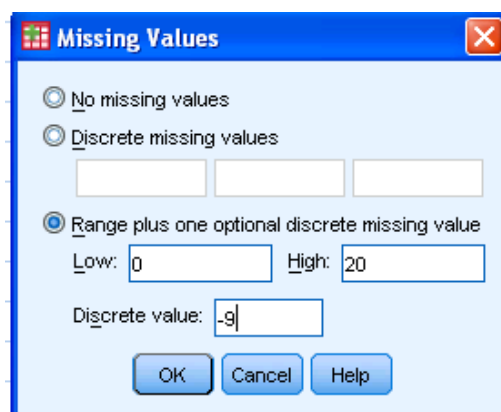 Missing Values
No missing values
Discrete missing values
Range plus one optional discrete missing value
Low: 0 High: 20
Discrete value: -9
OK Cancel Help